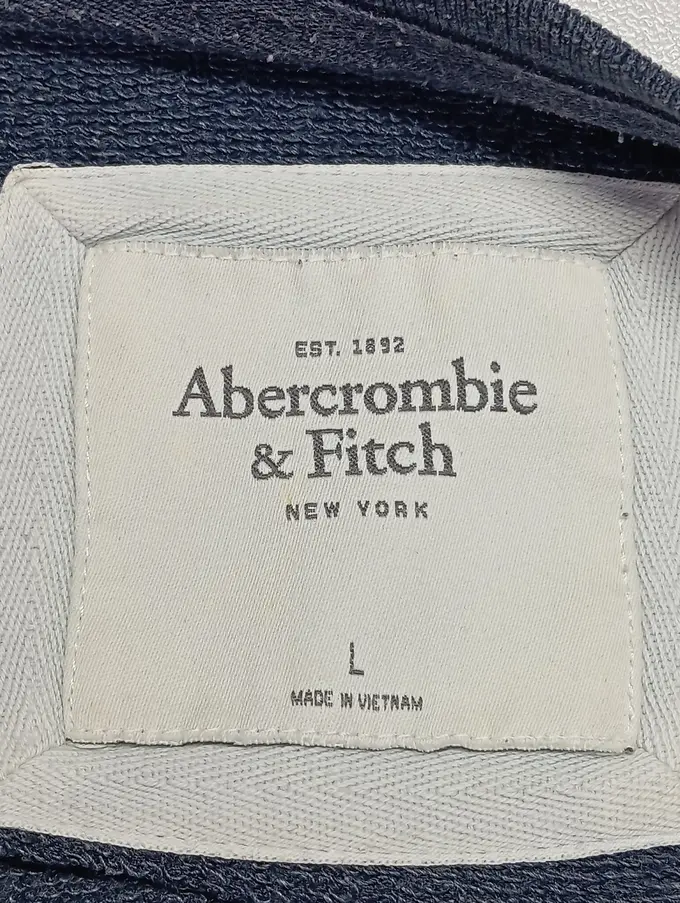 EST. 1892
Abercrombie
& Fitch
NEW YORK
L
MADE IN VIETNAM